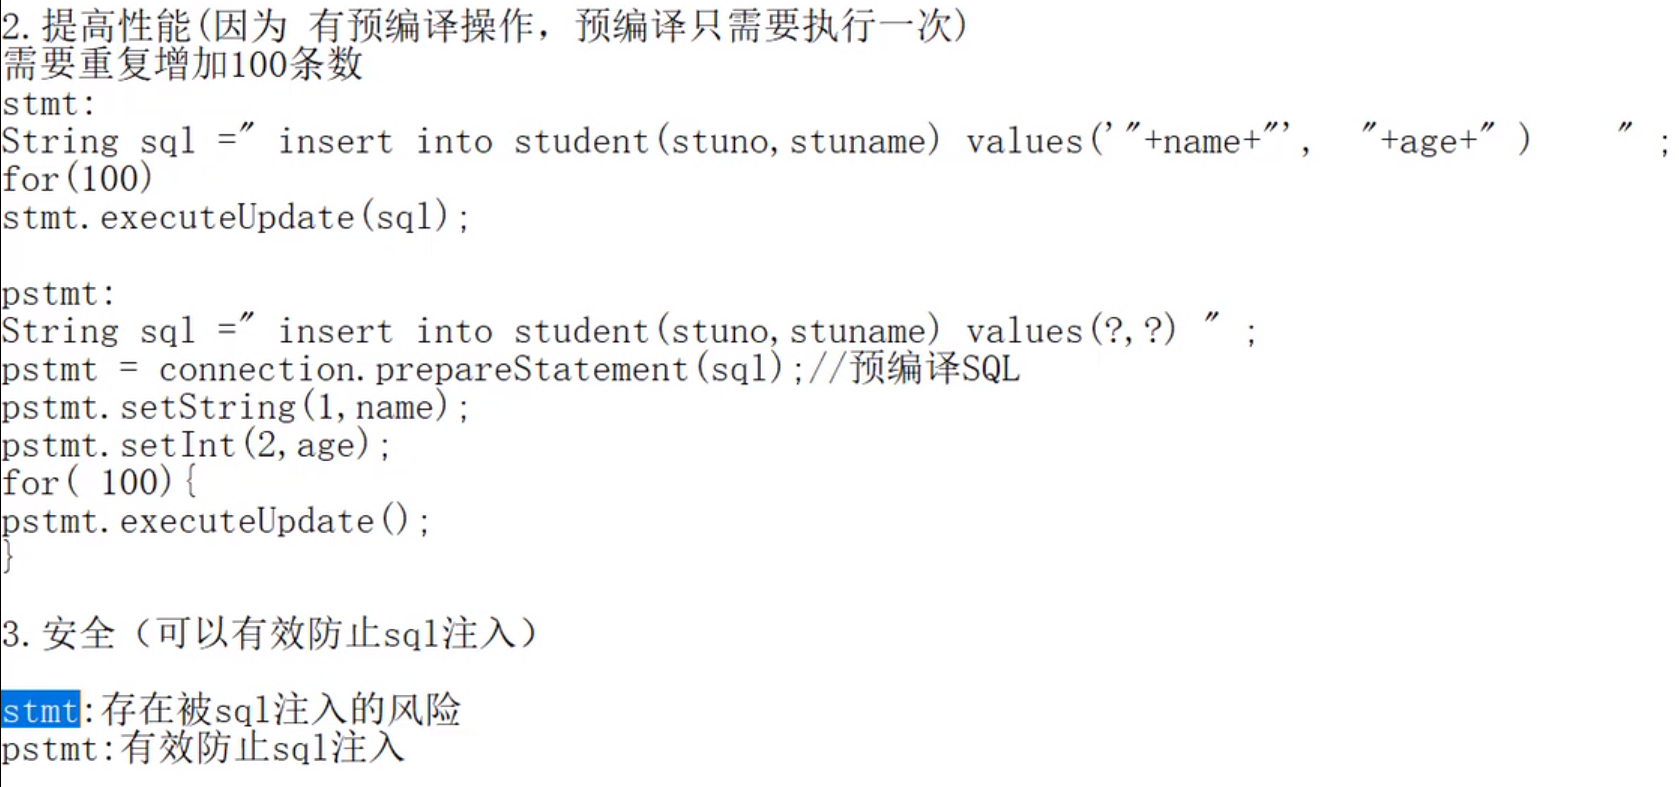 2.提高性能(因为 有预编译操作，预编译只需要执行一次)
需要重复增加100条数
stmt:
String sql =" insert into student(stuno,stuname) values('"+name+"',  "+age+" )    " ;
for(100)
stmt.executeUpdate(sql);
pstmt:
String sql =" insert into student(stuno,stuname) values(?,?) " ;
pstmt = connection.prepareStatement(sql);//预编译SQL
pstmt.setString(1,name);
pstmt.setInt(2,age);
for( 100){
pstmt.executeUpdate();
}
3.安全（可以有效防止sql注入）
stmt:存在被sql注入的风险
pstmt:有效防止sql注入